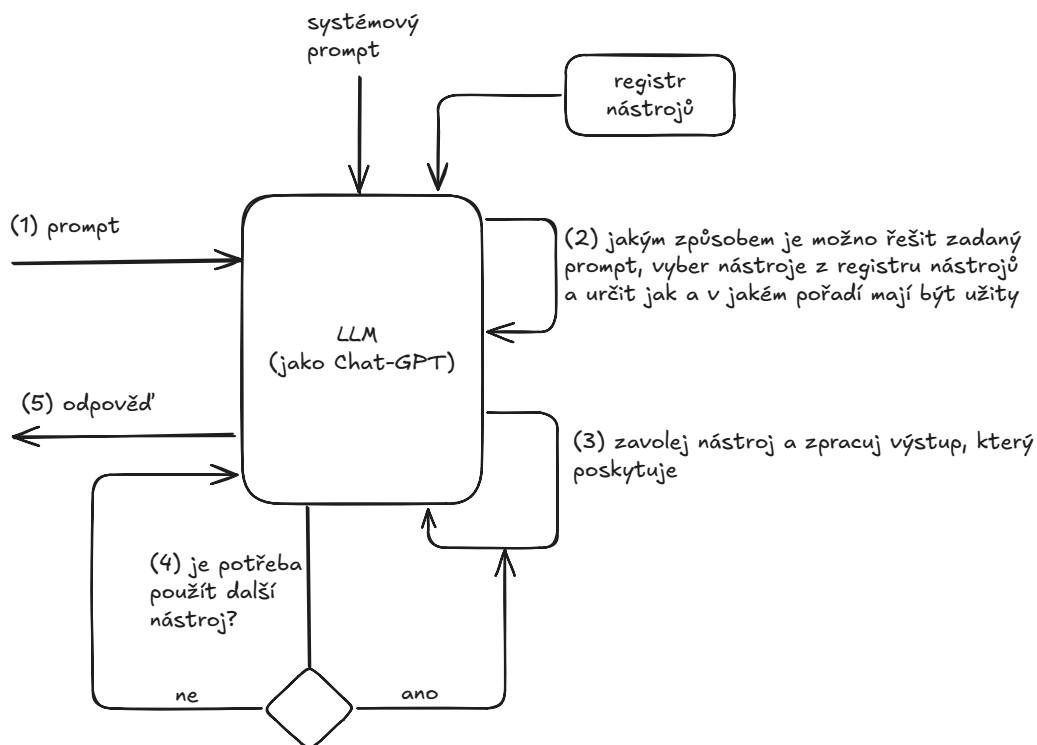 systémový
prompt
registr
nástrojů
(1) prompt
(2) jakým způsobem je možno řešit zadaný
prompt, vyber nástroje z registru nástrojů
a určit jak a v jakém pořadí mají být užity
LLM
(jako Chat-GPT)
(5) odpověď
(3) zavolej nástroj a zpracuj výstup, který
poskytuje
(4) je potřeba
použít další
nástroj?
ne
ano